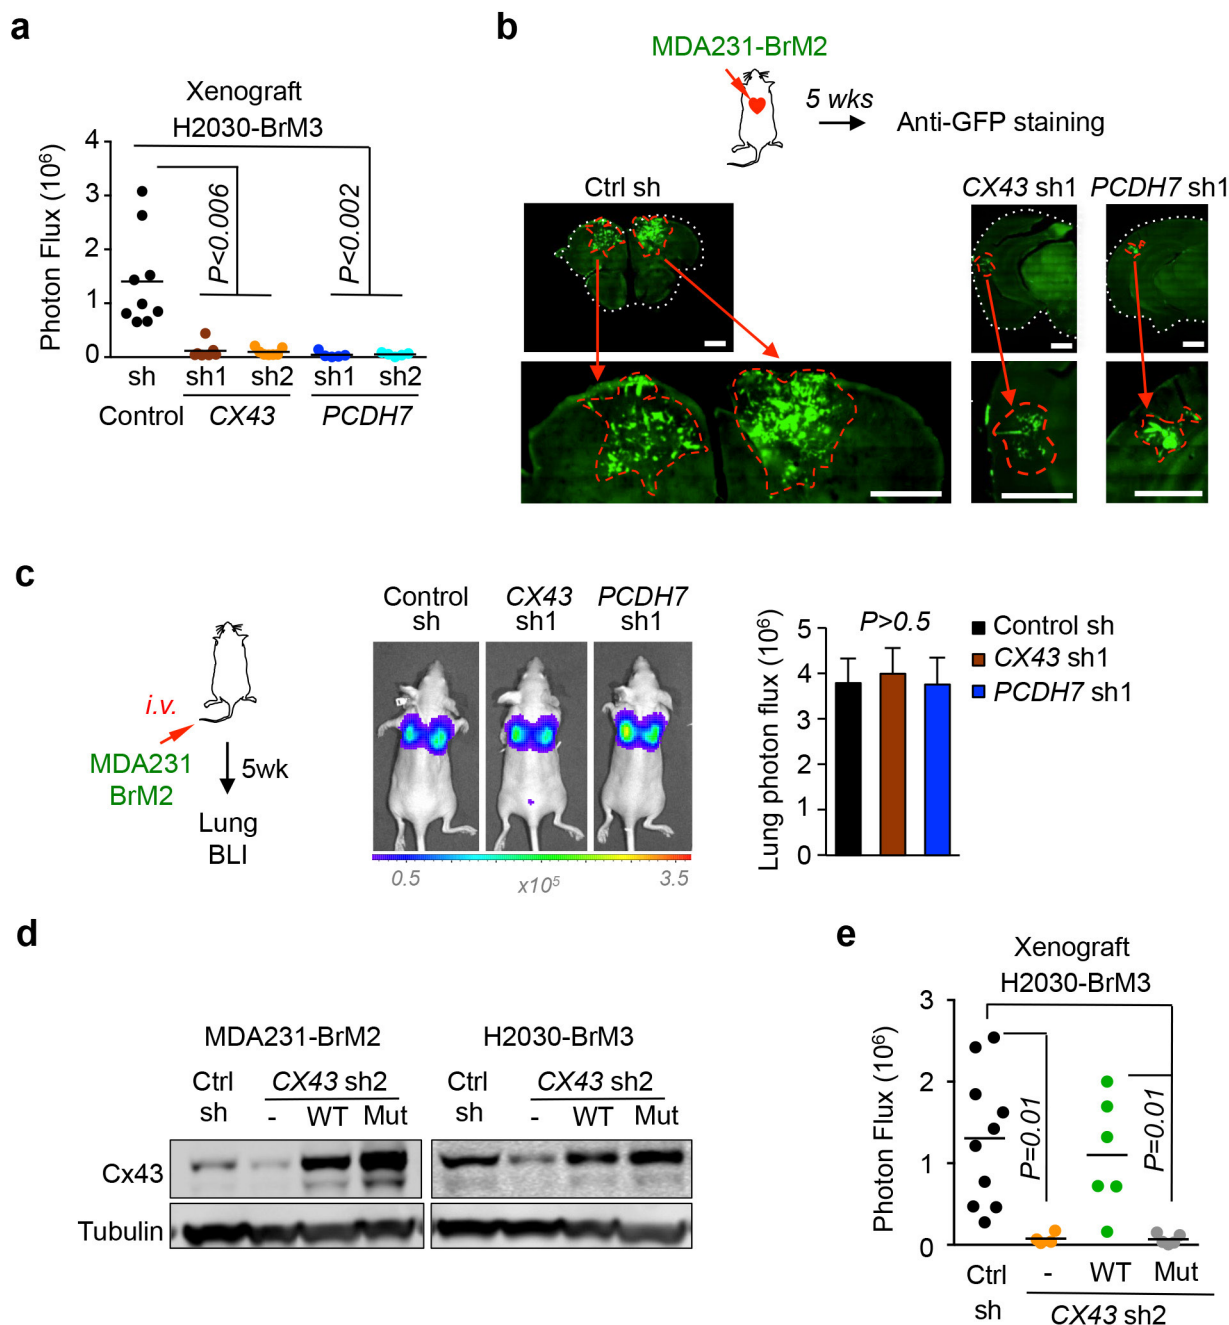 a
Xenograft
H2030-BrM3
Photon Flux (10⁶)
4
3
2
1
0
P<0.006
P<0.002
sh sh1 sh2 sh1 sh2
Control CX43 PCDH7
b
MDA231-BrM2
5 wks
Anti-GFP staining
Ctrl sh
CX43 sh1
PCDH7 sh1
c
i.v.
MDA231
BrM2
5wk
Lung
BLI
Control
sh
CX43
sh1
PCDH7
sh1
0.5 x10⁵ 3.5
Lung photon flux (10⁶)
5
4
3
2
1
0
P>0.5
Control sh
CX43 sh1
PCDH7 sh1
d
MDA231-BrM2
H2030-BrM3
Ctrl
sh
CX43 sh2
- WT Mut
Ctrl
sh
CX43 sh2
- WT Mut
Cx43
Tubulin
e
Xenograft
H2030-BrM3
Photon Flux (10⁶)
3
2
1
0
P=0.01
P=0.01
Ctrl
sh
- WT Mut
CX43 sh2